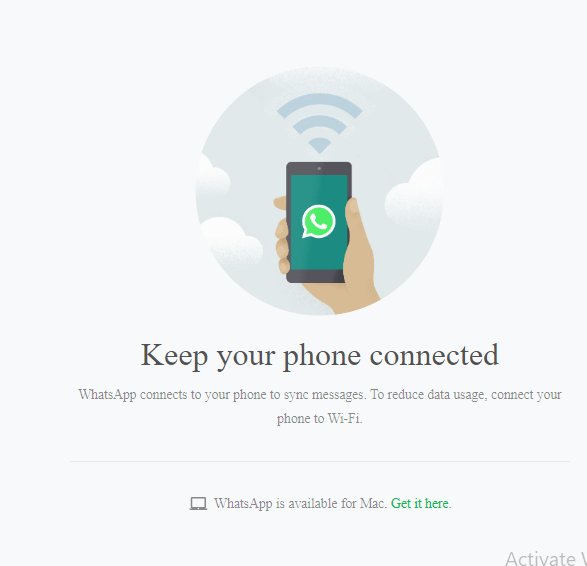 Keep your phone connected
WhatsApp connects to your phone to sync messages. To reduce data usage, connect your
phone to Wi-Fi.
WhatsApp is available for Mac. Get it here.
Activate